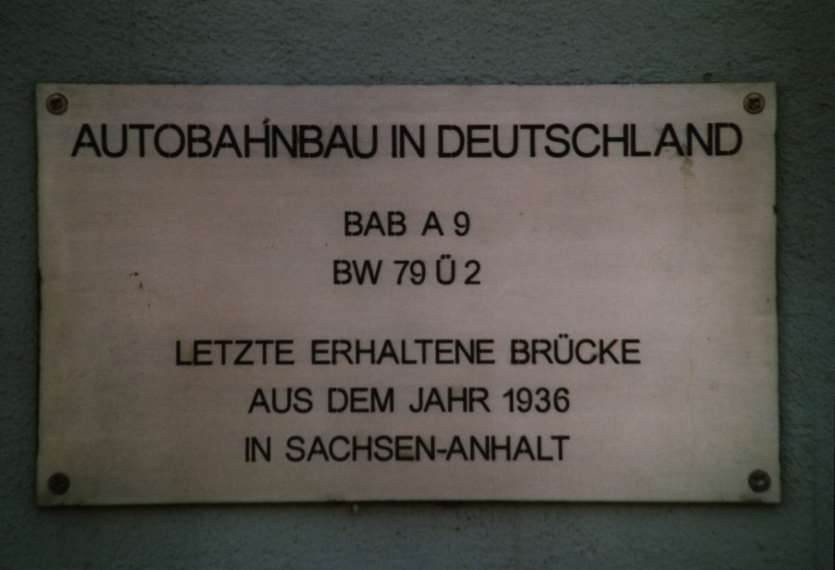 AUTOBAHNBAU IN DEUTSCHLAND
BAB A 9
BW 79 Ü 2
LETZTE ERHALTENE BRÜCKE
AUS DEM JAHR 1936
IN SACHSEN-ANHALT